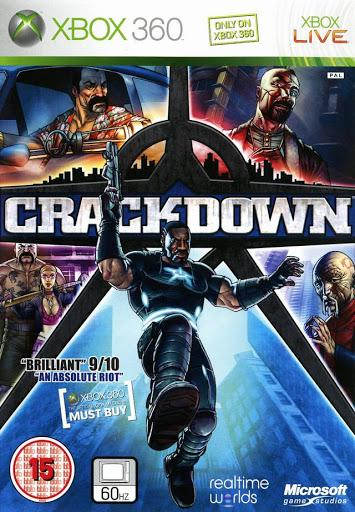 XBOX 360
ONLY ON
XBOX 360
XBOX
LIVE
PAL
CRACKDOWN
"BRILLIANT" 9/10
"AN ABSOLUTE RIOT"
XBOX 360
MUST BUY
15
60HZ
realtime
worlds
Microsoft
game studios